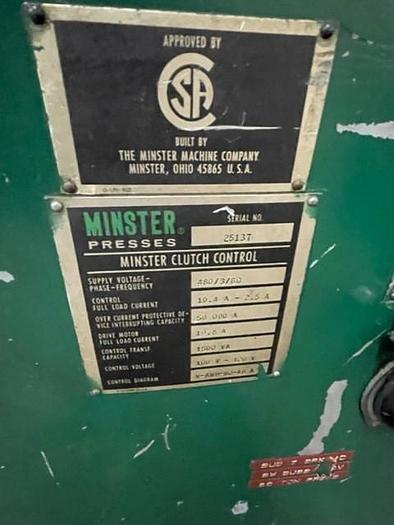 APPROVED BY
CSA
BUILT BY
THE MINSTER MACHINE COMPANY
MINSTER, OHIO 45865 U.S.A.
MINSTER®
PRESSES
SERIAL NO.
25137
MINSTER CLUTCH CONTROL
SUPPLY VOLTAGE-
PHASE-FREQUENCY
480/3/60
CONTROL
FULL LOAD CURRENT
OVER CURRENT PROTECTIVE DE-
VICE INTERRUPTING CAPACITY
50,000 A
DRIVE MOTOR
FULL LOAD CURRENT
CONTROL TRANSF.
CAPACITY
1500 VA
CONTROL VOLTAGE
CONTROL DIAGRAM